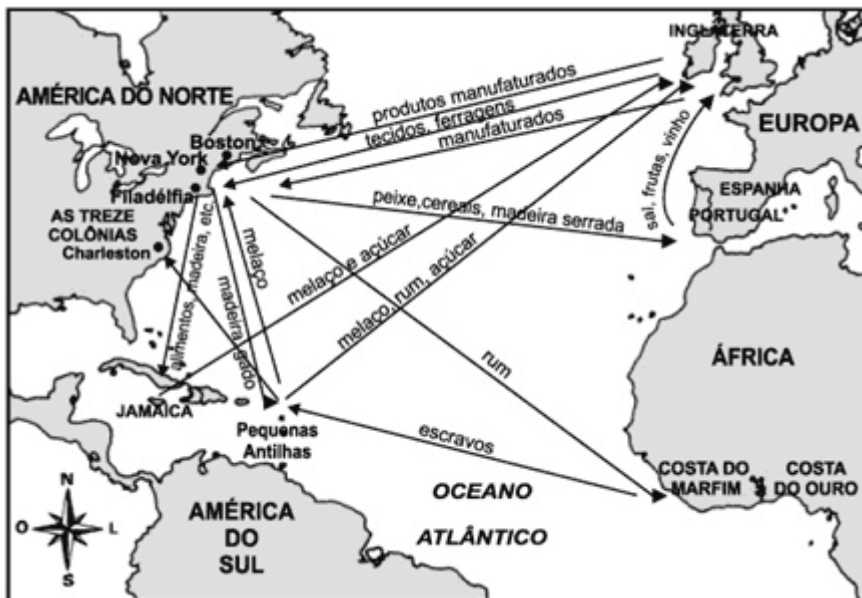 INGLATERRA
AMÉRICA DO NORTE
produtos manufaturados
tecidos, ferragens
manufaturados
EUROPA
Boston
Nova York
Filadélfia
AS TREZE
COLÔNIAS
Charleston
alimentos, madeira, etc.
melaço
madeira, gado
peixe,cereais, madeira serrada
sal, frutas, vinho
ESPANHA
PORTUGAL
melaço e açúcar
melaço, rum, açúcar
rum
ÁFRICA
JAMAICA
Pequenas
Antilhas
escravos
COSTA DO
MARFIM
COSTA
DO OURO
OCEANO
ATLÂNTICO
AMÉRICA
DO
SUL
N
O
L
S